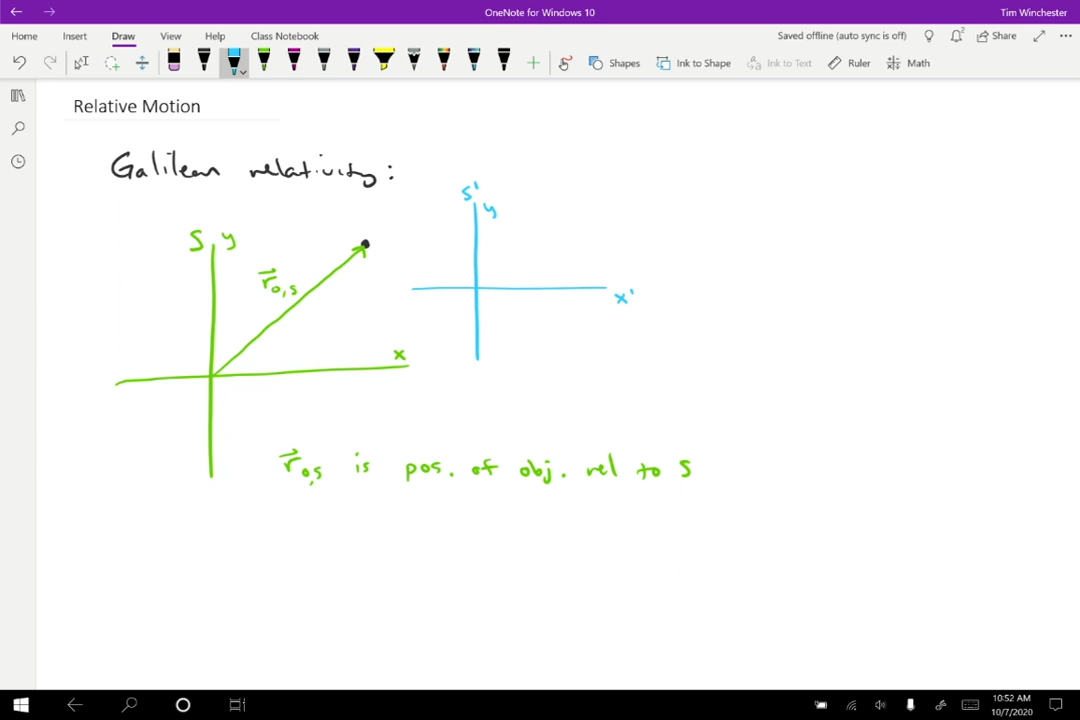 OneNote for Windows 10
Tim Winchester
Home Insert Draw View Help Class Notebook
Saved offline (auto sync is off) Share
Shapes Ink to Shape Ink to Text Ruler Math
Relative Motion
Galilean relativity:
S'
y
S y
r⃗o,s
x'
x
r⃗o,s is pos. of obj. rel to S
10:52 AM
10/7/2020